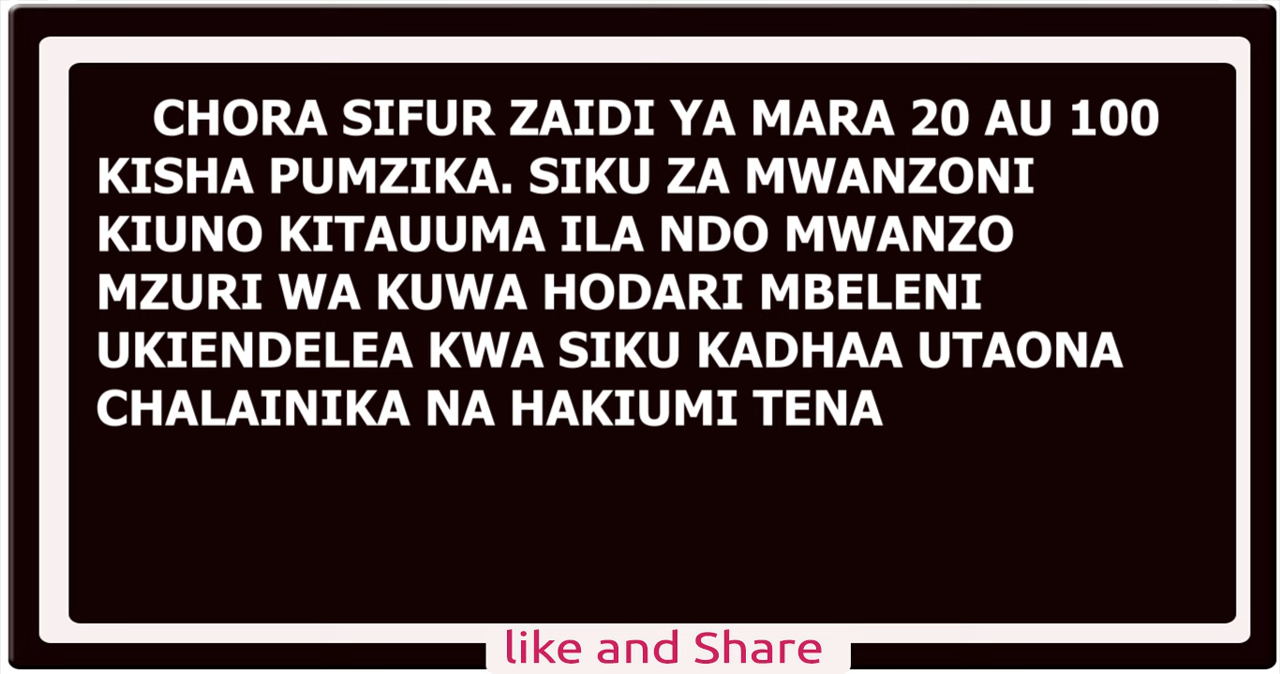 CHORA SIFUR ZAIDI YA MARA 20 AU 100
KISHA PUMZIKA. SIKU ZA MWANZONI
KIUNO KITAUUMA ILA NDO MWANZO
MZURI WA KUWA HODARI MBELENI
UKIENDELEA KWA SIKU KADHAA UTAONA
CHALAINIKA NA HAKIUMI TENA
like and Share